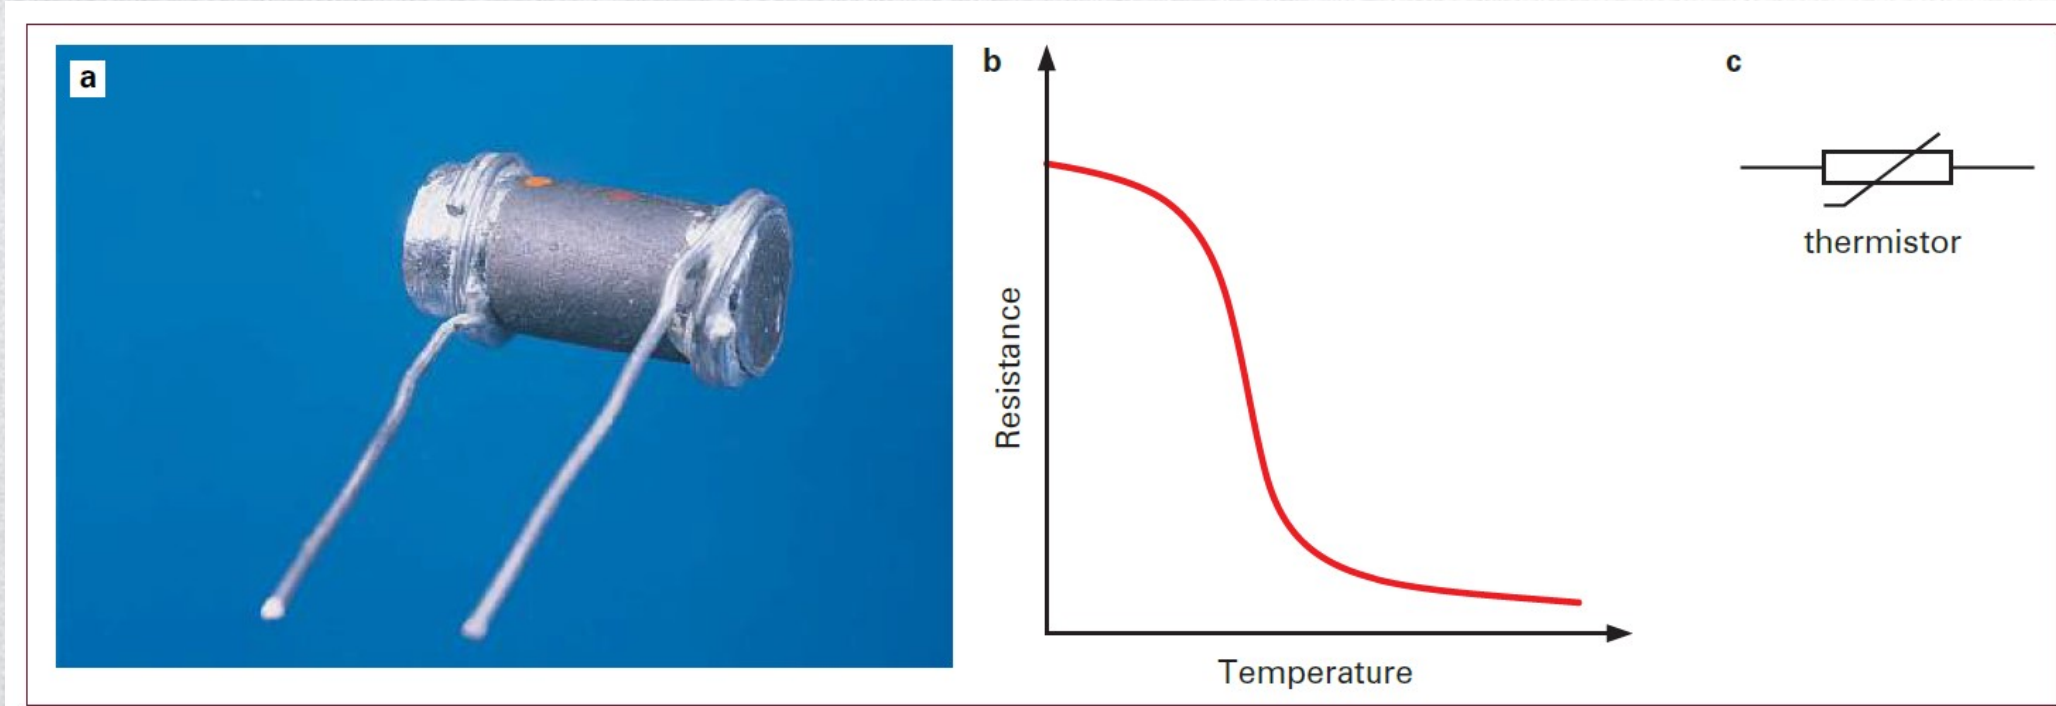 a
b
Resistance
Temperature
c
thermistor